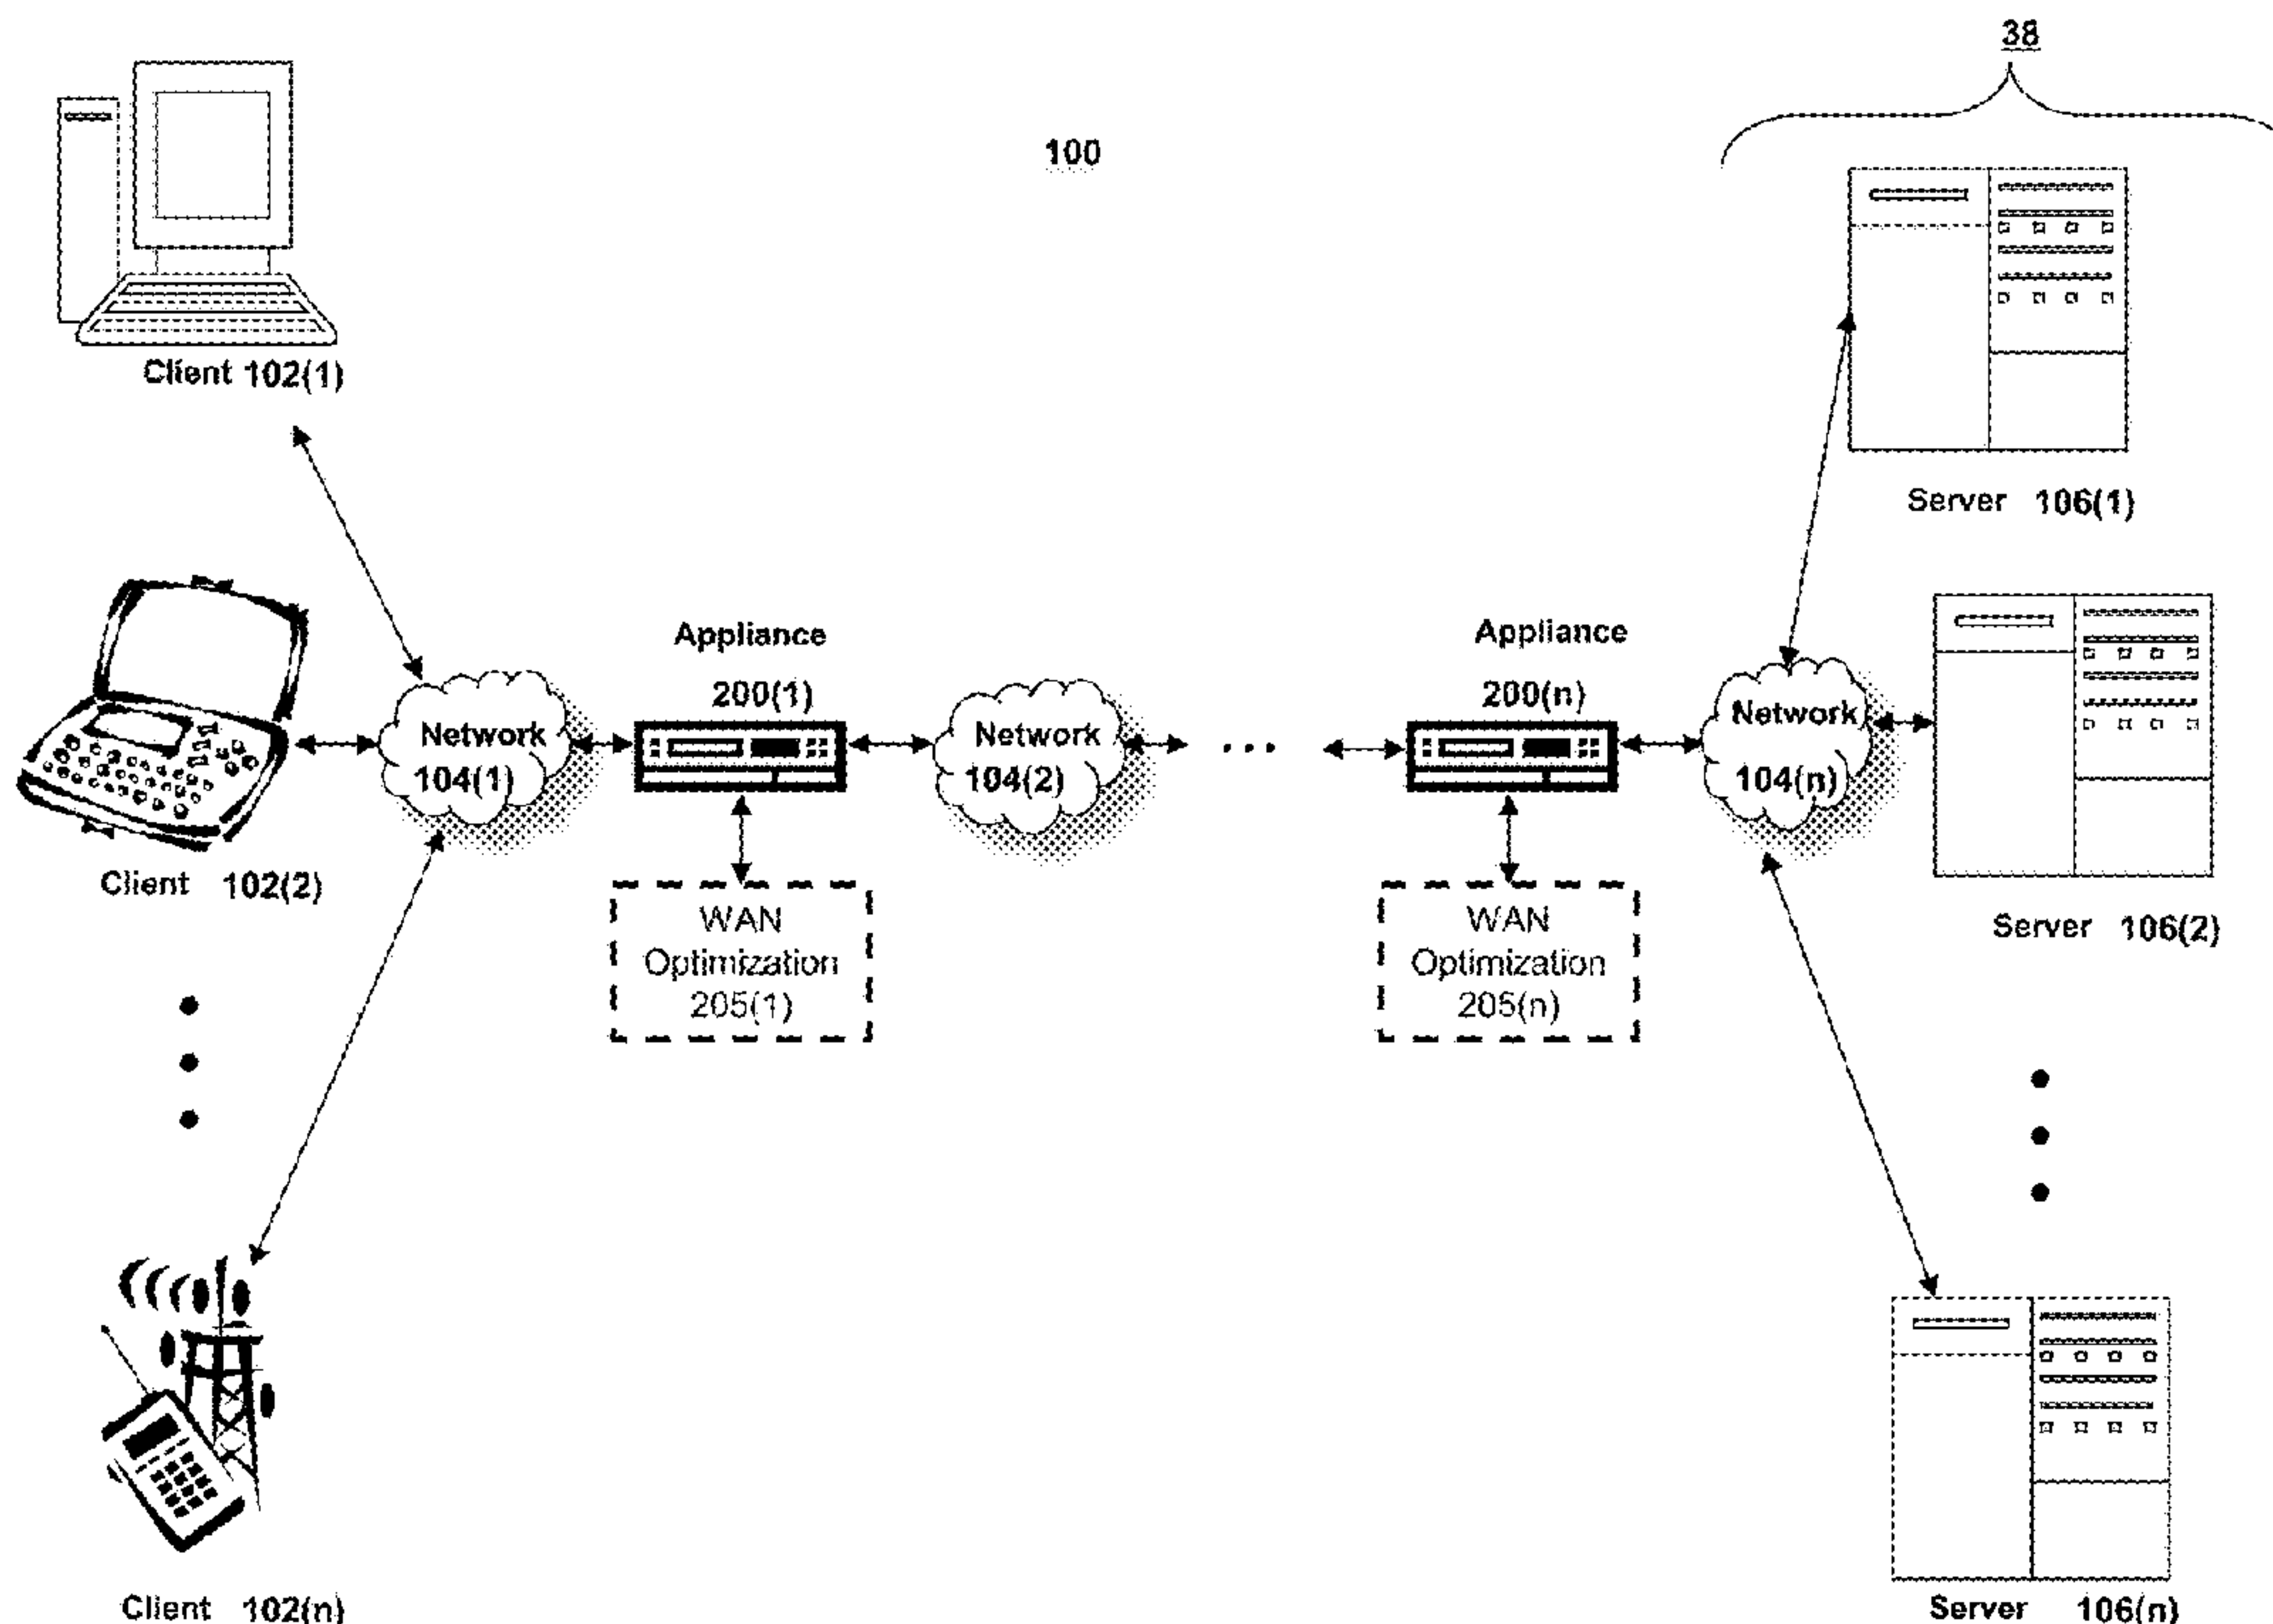 38
100
Client 102(1)
Server 106(1)
Appliance
200(1)
Appliance
200(n)
Network
104(1)
Network
104(2)
...
Network
104(n)
Client 102(2)
WAN
Optimization
205(1)
WAN
Optimization
205(n)
Server 106(2)
Client 102(n)
Server 106(n)